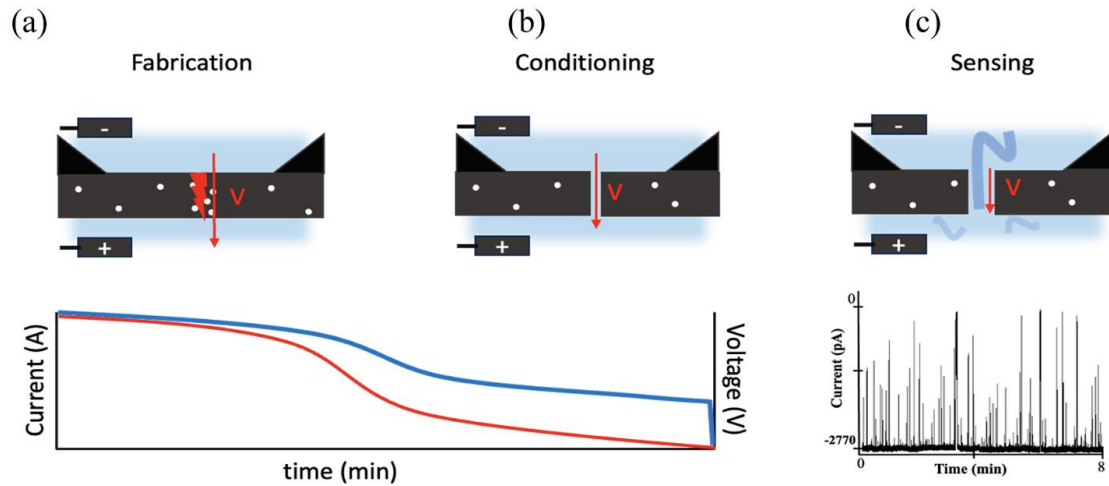 (a)
(b)
(c)
Fabrication
Conditioning
Sensing
-
-
-
V
V
V
+
+
+
Current (A)
Voltage (V)
time (min)
0
Current (pA)
-2770
0
8
Time (min)